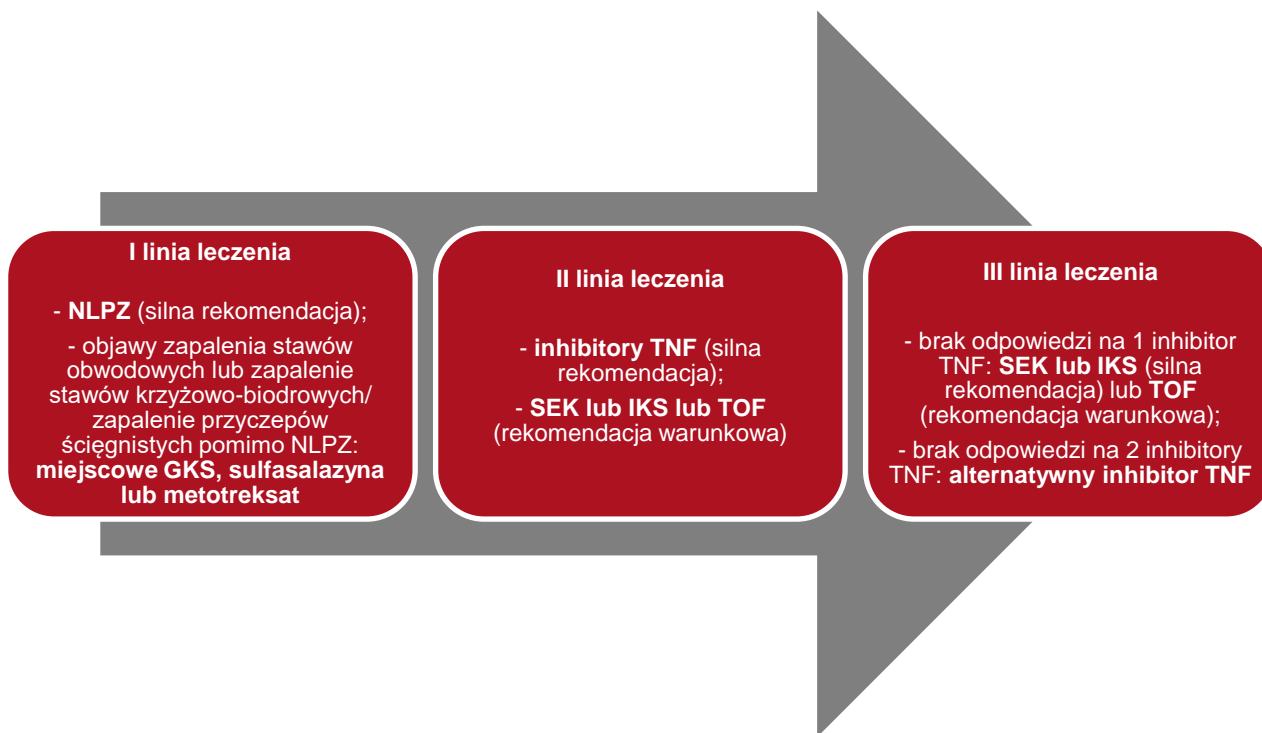 I linia leczenia
- NLPZ (silna rekomendacja);
- objawy zapalenia stawów
obwodowych lub zapalenie
stawów krzyżowo-biodrowych/
zapalenie przyczepów
ścięgnistych pomimo NLPZ:
miejscowe GKS, sulfasalazyna
lub metotreksat
II linia leczenia
- inhibitory TNF (silna
rekomendacja);
- SEK lub IKS lub TOF
(rekomendacja warunkowa)
III linia leczenia
- brak odpowiedzi na 1 inhibitor
TNF: SEK lub IKS (silna
rekomendacja) lub TOF
(rekomendacja warunkowa);
- brak odpowiedzi na 2 inhibitory
TNF: alternatywny inhibitor TNF